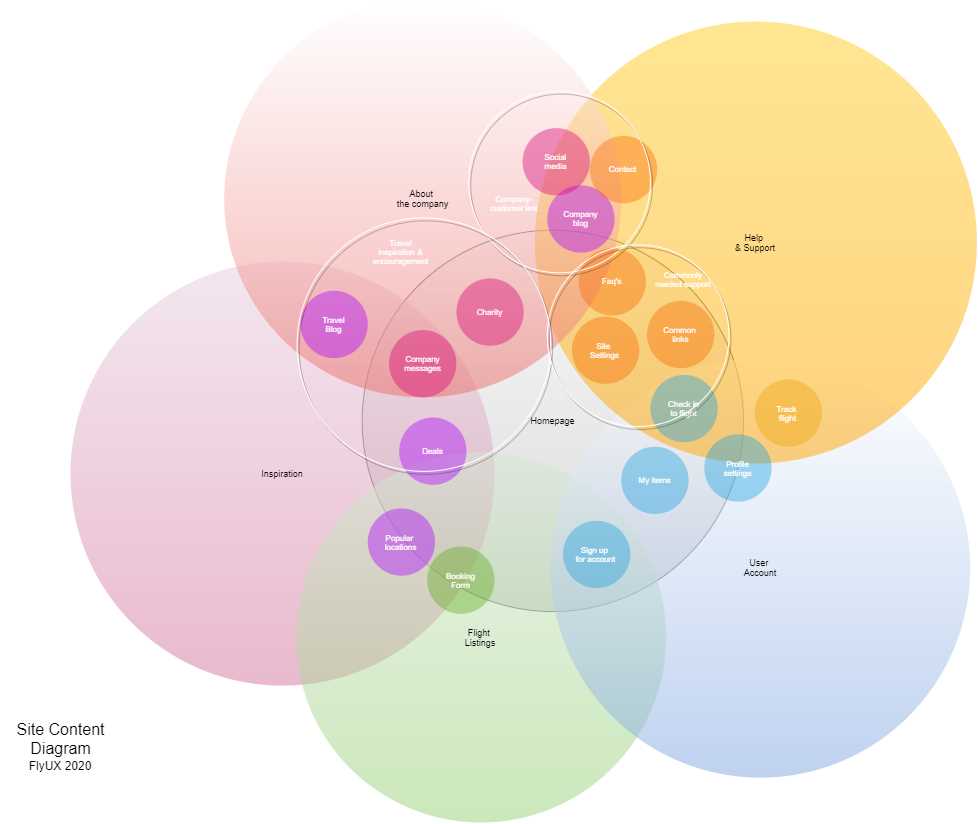 Social
media
Contact
Company-
customer link
Company
blog
About
the company
Travel
inspiration &
encouragement
Help
& Support
Faq's
Commonly
needed support
Travel
Blog
Charity
Common
links
Site
Settings
Company
messages
Check in
to flight
Track
flight
Homepage
Deals
Inspiration
Profile
settings
My items
Popular
locations
Sign up
for account
Booking
Form
User
Account
Flight
Listings
Site Content
Diagram
FlyUX 2020